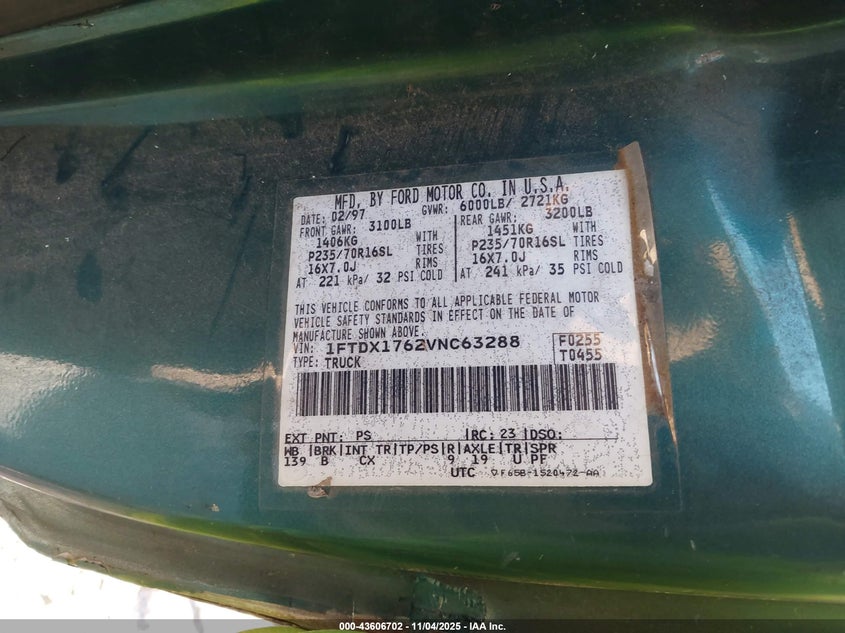 MFD. BY FORD MOTOR CO. IN U.S.A.
DATE: 02/97 GVWR: 6000LB/ 2721KG
FRONT GAWR: 3100LB REAR GAWR: 3200LB
1406KG WITH 1451KG WITH
P235/70R16SL TIRES P235/70R16SL TIRES
16X7.0J RIMS 16X7.0J RIMS
AT 221 kPa/ 32 PSI COLD AT 241 kPa/ 35 PSI COLD
THIS VEHICLE CONFORMS TO ALL APPLICABLE FEDERAL MOTOR
VEHICLE SAFETY STANDARDS IN EFFECT ON THE DATE OF
MANUFACTURE SHOWN ABOVE.
VIN: 1FTDX1762VNC63288 F0255
TYPE: TRUCK T0455
EXT PNT: PS RC: 23 DSO:
WB BRK INT TR TP/PS R AXLE TR SPR
139 B CX 9 19 U PF
UTC ▽F65B-1520472-AA
000-43606702 - 11/04/2025 - IAA Inc.